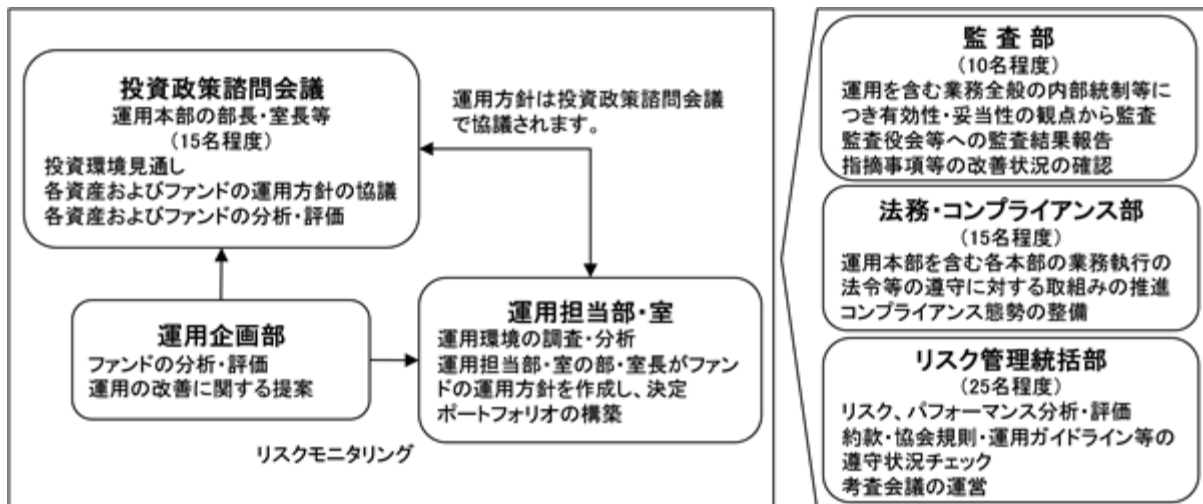 投資政策諮問会議
運用本部の部長・室長等
(15名程度)
投資環境見通し
各資産およびファンドの運用方針の協議
各資産およびファンドの分析・評価
運用方針は投資政策諮問会議
で協議されます。
運用企画部
ファンドの分析・評価
運用の改善に関する提案
運用担当部・室
運用環境の調査・分析
運用担当部・室の部・室長がファン
ドの運用方針を作成し、決定
ポートフォリオの構築
リスクモニタリング
監 査 部
(10名程度)
運用を含む業務全般の内部統制等に
つき有効性・妥当性の観点から監査
監査役会等への監査結果報告
指摘事項等の改善状況の確認
法務・コンプライアンス部
(15名程度)
運用本部を含む各本部の業務執行の
法令等の遵守に対する取組みの推進
コンプライアンス態勢の整備
リスク管理統括部
(25名程度)
リスク、パフォーマンス分析・評価
約款・協会規則・運用ガイドライン等の
遵守状況チェック
考査会議の運営